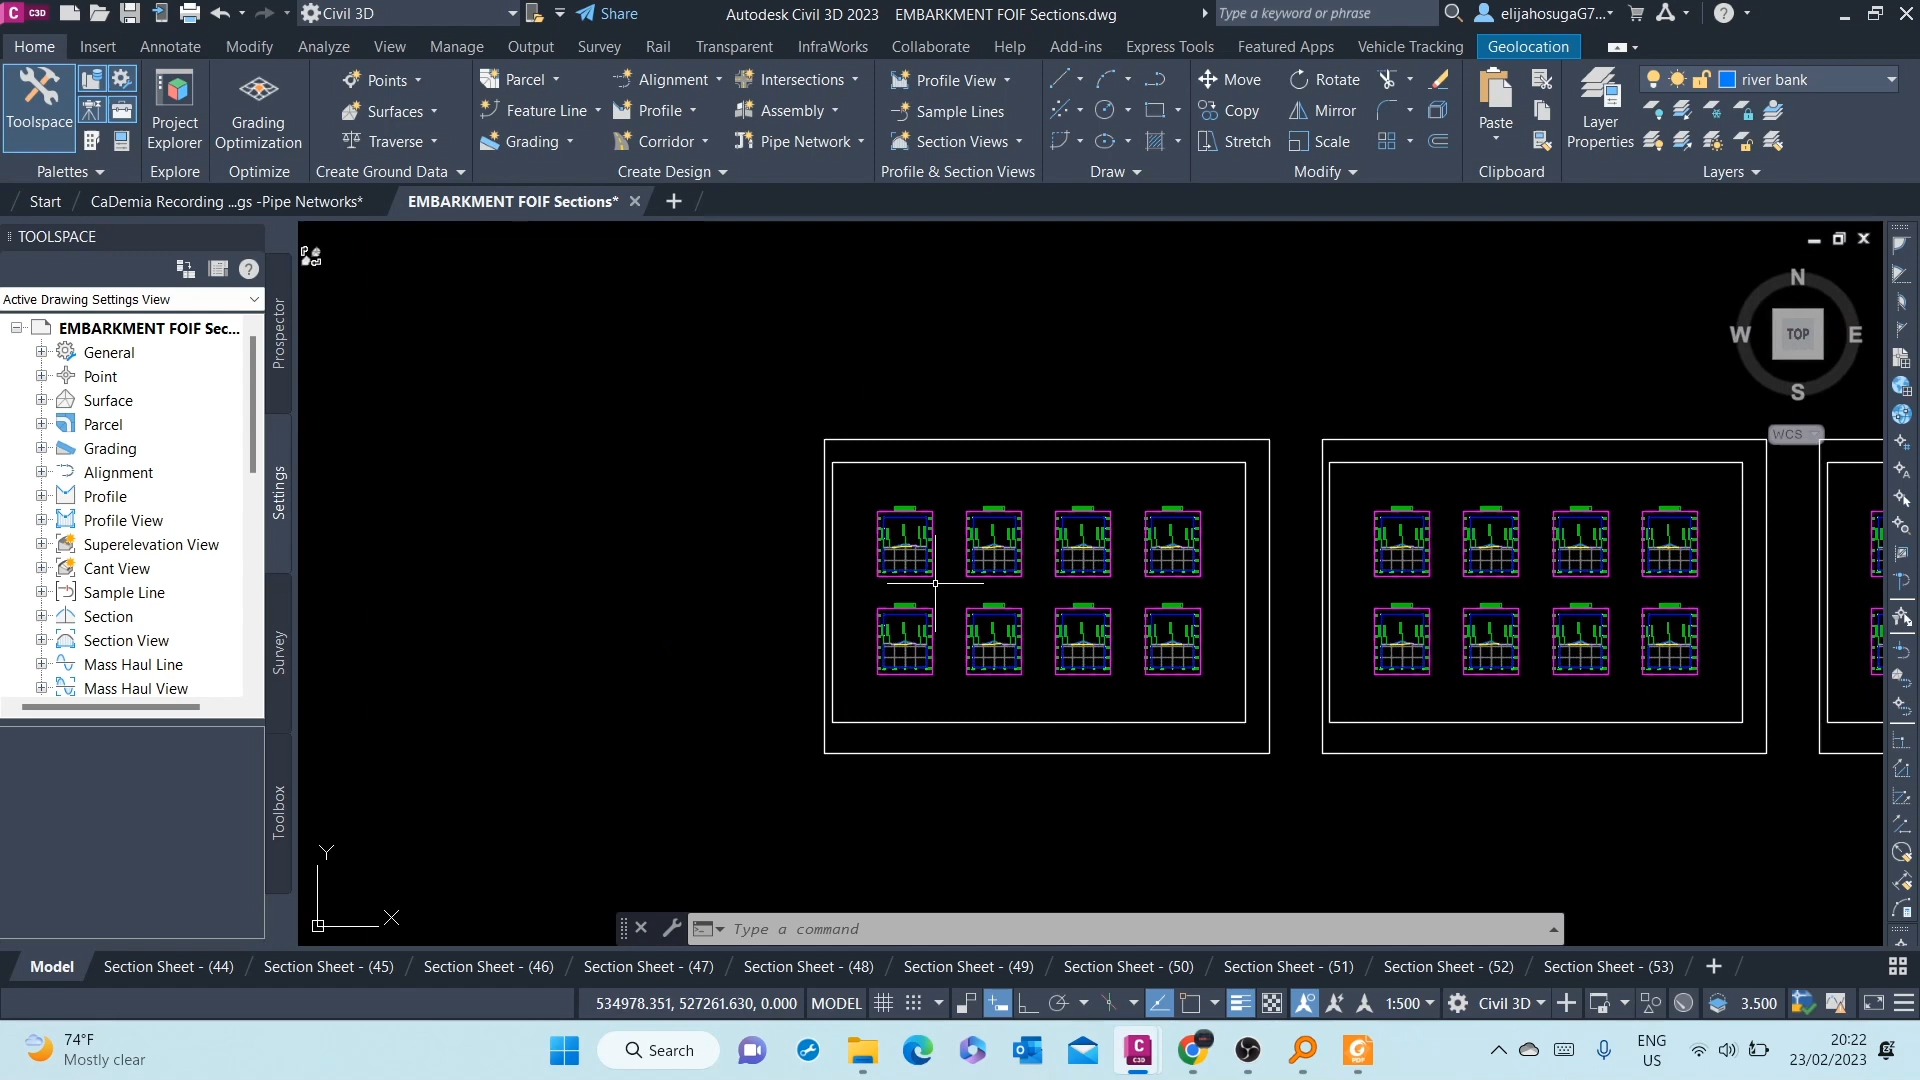 C3D Civil 3D Share Autodesk Civil 3D 2023 EMBARKMENT FOIF Sections.dwg Type a keyword or phrase elijahosugaG7...
Home Insert Annotate Modify Analyze View Manage Output Survey Rail Transparent InfraWorks Collaborate Help Add-ins Express Tools Featured Apps Vehicle Tracking Geolocation
Points Parcel Alignment Intersections Profile View Move Rotate river bank
Toolspace Project Explorer Grading Optimization Surfaces Feature Line Profile Assembly Sample Lines Copy Mirror Paste Layer Properties
Traverse Grading Corridor Pipe Network Section Views Stretch Scale
Palettes Explore Optimize Create Ground Data Create Design Profile & Section Views Draw Modify Clipboard Layers
Start CaDemia Recording ...gs -Pipe Networks* EMBARKMENT FOIF Sections*
TOOLSPACE
Active Drawing Settings View
EMBARKMENT FOIF Sec...
General
Point
Surface
Parcel
Grading
Alignment
Profile
Profile View
Superelevation View
Cant View
Sample Line
Section
Section View
Mass Haul Line
Mass Haul View
Prospector
Settings
Survey
Toolbox
N
W TOP E
S
WCS
Y
X
Type a command
Model Section Sheet - (44) Section Sheet - (45) Section Sheet - (46) Section Sheet - (47) Section Sheet - (48) Section Sheet - (49) Section Sheet - (50) Section Sheet - (51) Section Sheet - (52) Section Sheet - (53)
534978.351, 527261.630, 0.000 MODEL 1:500 Civil 3D 3.500
74°F
Mostly clear
Search
ENG
US
20:22
23/02/2023